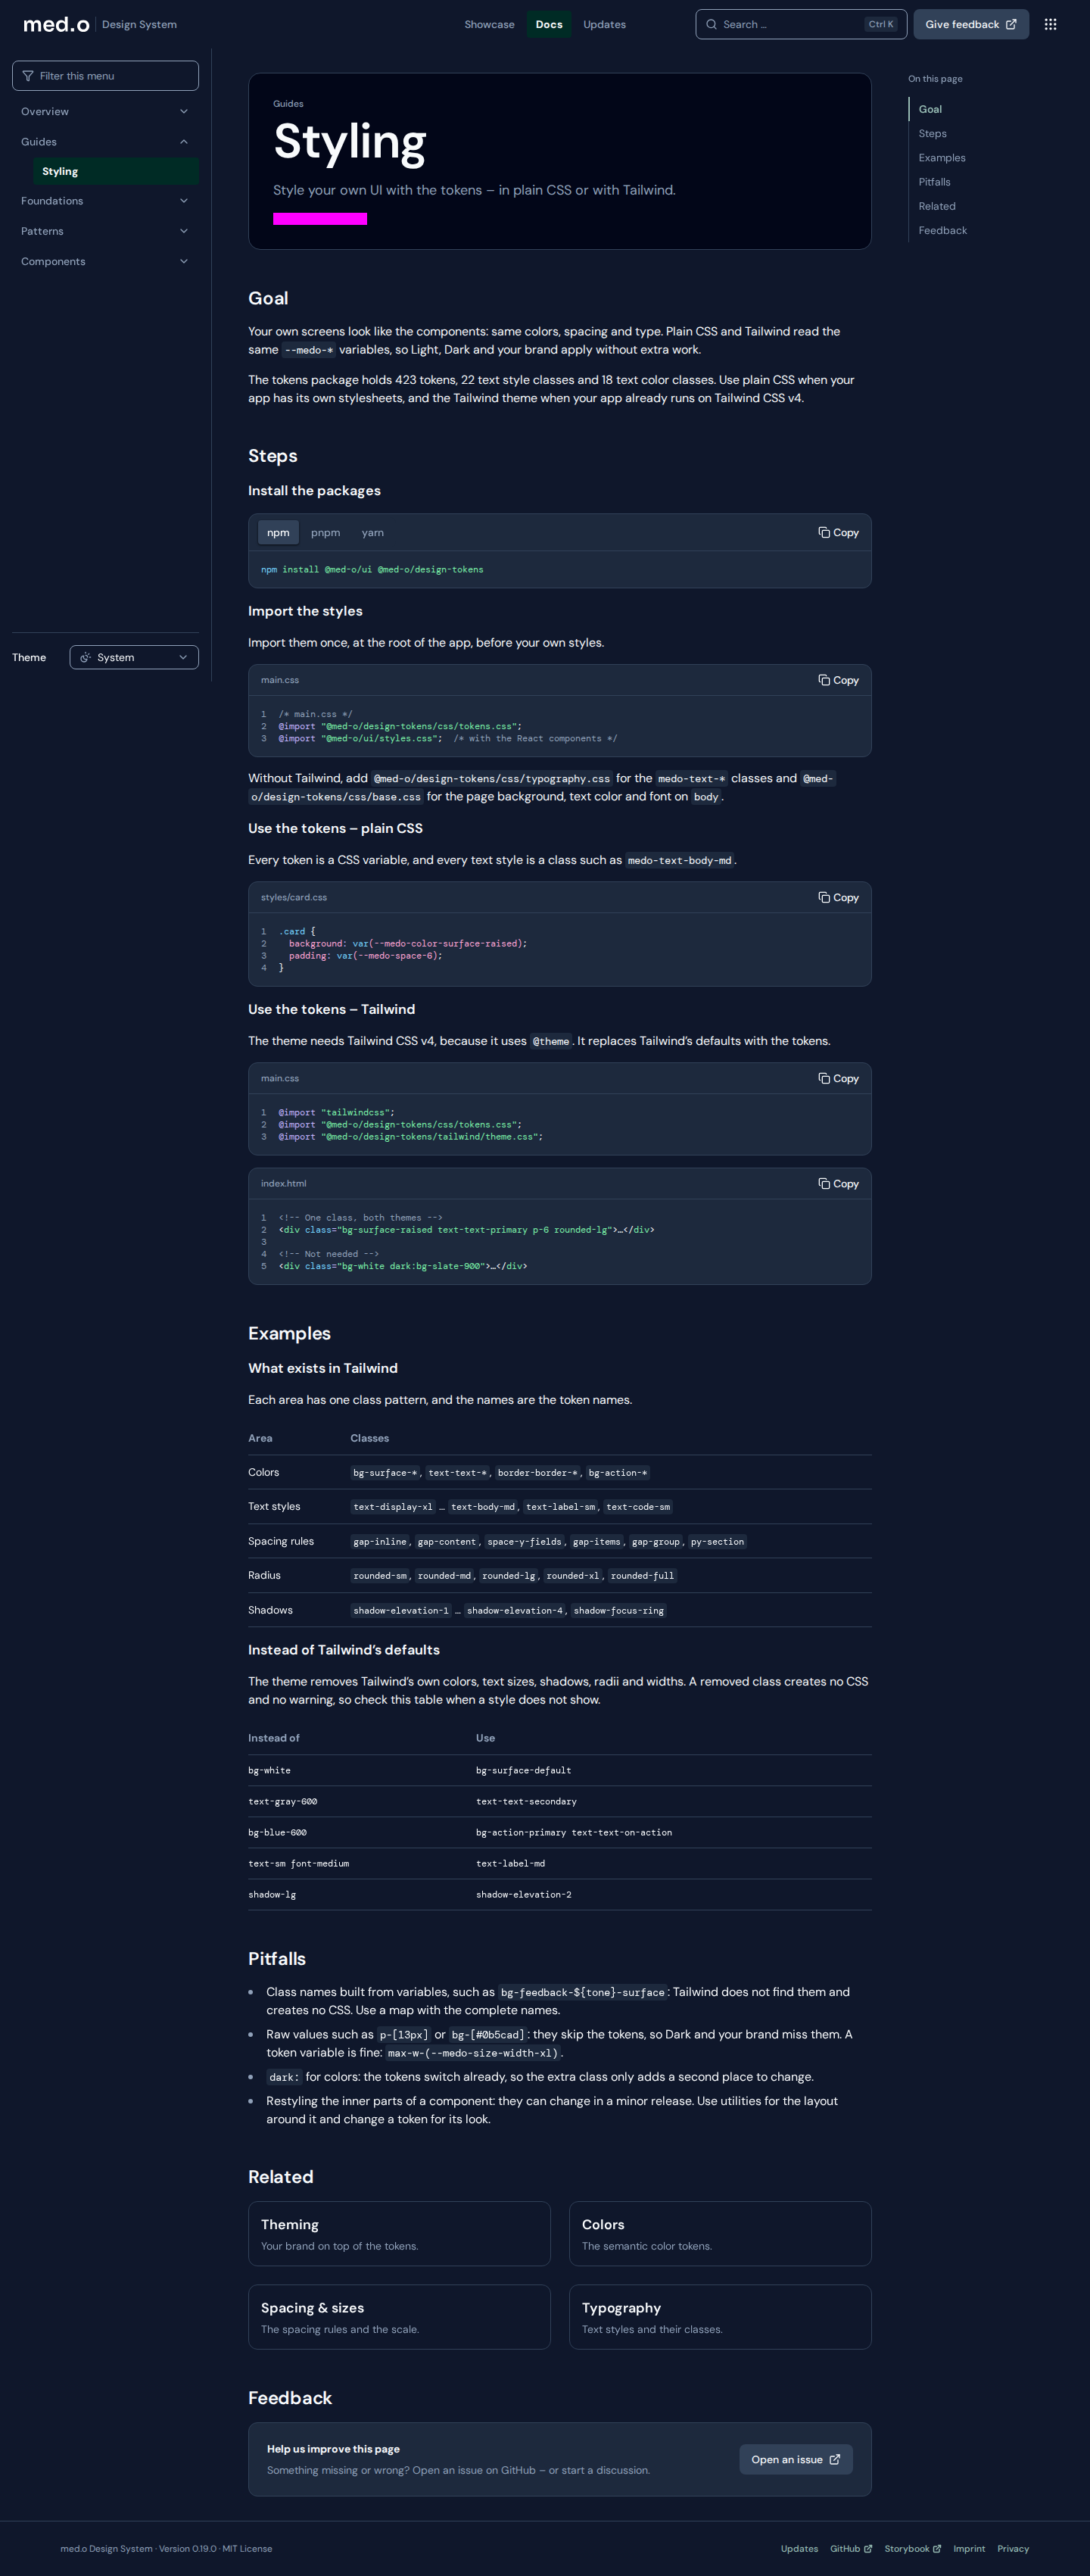 med.o Design System
Showcase Docs Updates
Search ... Ctrl K
Give feedback
Filter this menu
Overview
Guides
Styling
Foundations
Patterns
Components
Theme System
Guides
Styling
Style your own UI with the tokens – in plain CSS or with Tailwind.
On this page
Goal
Steps
Examples
Pitfalls
Related
Feedback
Goal
Your own screens look like the components: same colors, spacing and type. Plain CSS and Tailwind read the
same --medo-* variables, so Light, Dark and your brand apply without extra work.
The tokens package holds 423 tokens, 22 text style classes and 18 text color classes. Use plain CSS when your
app has its own stylesheets, and the Tailwind theme when your app already runs on Tailwind CSS v4.
Steps
Install the packages
npm pnpm yarn Copy
npm install @med-o/ui @med-o/design-tokens
Import the styles
Import them once, at the root of the app, before your own styles.
main.css Copy
1 /* main.css */
2 @import "@med-o/design-tokens/css/tokens.css";
3 @import "@med-o/ui/styles.css"; /* with the React components */
Without Tailwind, add @med-o/design-tokens/css/typography.css for the medo-text-* classes and @med-
o/design-tokens/css/base.css for the page background, text color and font on body.
Use the tokens – plain CSS
Every token is a CSS variable, and every text style is a class such as medo-text-body-md.
styles/card.css Copy
1 .card {
2 background: var(--medo-color-surface-raised);
3 padding: var(--medo-space-6);
4 }
Use the tokens – Tailwind
The theme needs Tailwind CSS v4, because it uses @theme. It replaces Tailwind's defaults with the tokens.
main.css Copy
1 @import "tailwindcss";
2 @import "@med-o/design-tokens/css/tokens.css";
3 @import "@med-o/design-tokens/tailwind/theme.css";
index.html Copy
1 <!-- One class, both themes -->
2 <div class="bg-surface-raised text-text-primary p-6 rounded-lg">…</div>
3
4 <!-- Not needed -->
5 <div class="bg-white dark:bg-slate-900">…</div>
Examples
What exists in Tailwind
Each area has one class pattern, and the names are the token names.
Area Classes
Colors bg-surface-*, text-text-*, border-border-*, bg-action-*
Text styles text-display-xl … text-body-md, text-label-sm, text-code-sm
Spacing rules gap-inline, gap-content, space-y-fields, gap-items, gap-group, py-section
Radius rounded-sm, rounded-md, rounded-lg, rounded-xl, rounded-full
Shadows shadow-elevation-1 … shadow-elevation-4, shadow-focus-ring
Instead of Tailwind's defaults
The theme removes Tailwind's own colors, text sizes, shadows, radii and widths. A removed class creates no CSS
and no warning, so check this table when a style does not show.
Instead of Use
bg-white bg-surface-default
text-gray-600 text-text-secondary
bg-blue-600 bg-action-primary text-text-on-action
text-sm font-medium text-label-md
shadow-lg shadow-elevation-2
Pitfalls
Class names built from variables, such as bg-feedback-${tone}-surface: Tailwind does not find them and
creates no CSS. Use a map with the complete names.
Raw values such as p-[13px] or bg-[#0b5cad]: they skip the tokens, so Dark and your brand miss them. A
token variable is fine: max-w-(--medo-size-width-xl).
dark: for colors: the tokens switch already, so the extra class only adds a second place to change.
Restyling the inner parts of a component: they can change in a minor release. Use utilities for the layout
around it and change a token for its look.
Related
Theming
Your brand on top of the tokens.
Colors
The semantic color tokens.
Spacing & sizes
The spacing rules and the scale.
Typography
Text styles and their classes.
Feedback
Help us improve this page
Something missing or wrong? Open an issue on GitHub – or start a discussion.
Open an issue
med.o Design System · Version 0.19.0 · MIT License
Updates GitHub Storybook Imprint Privacy